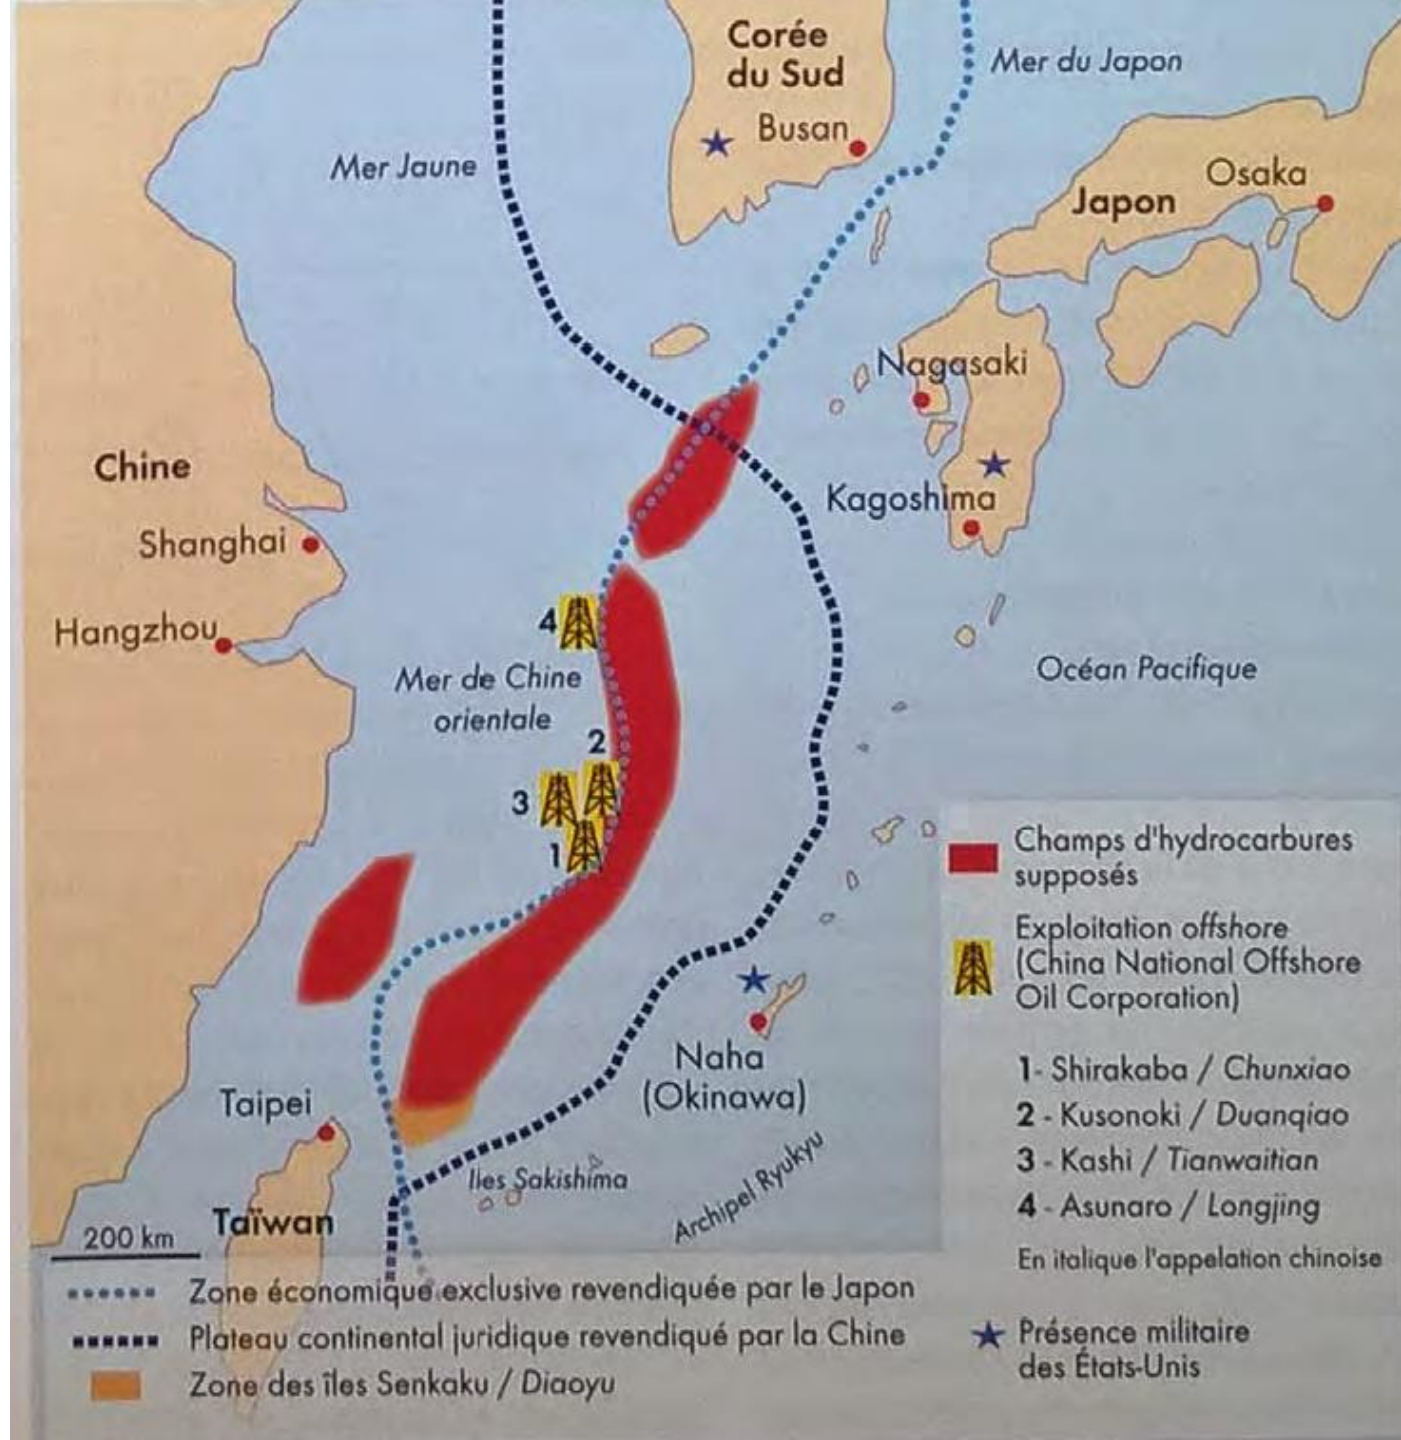 Corée
du Sud
Mer du Japon
Busan
Mer Jaune
Osaka
Japon
Nagasaki
Chine
Kagoshima
Shanghai
4
Hangzhou
Mer de Chine
orientale
Océan Pacifique
2
3
1
Champs d'hydrocarbures
supposés
Exploitation offshore
(China National Offshore
Oil Corporation)
Naha
(Okinawa)
1- Shirakaba / Chunxiao
Taipei
2 - Kusonoki / Duanqiao
3 - Kashi / Tianwaitian
Iles Sakishima
Archipel Ryukyu
4 - Asunaro / Longjing
Taïwan
200 km
En italique l'appelation chinoise
Zone économique exclusive revendiquée par le Japon
Plateau continental juridique revendiqué par la Chine
Zone des îles Senkaku / Diaoyu
Présence militaire
des États-Unis